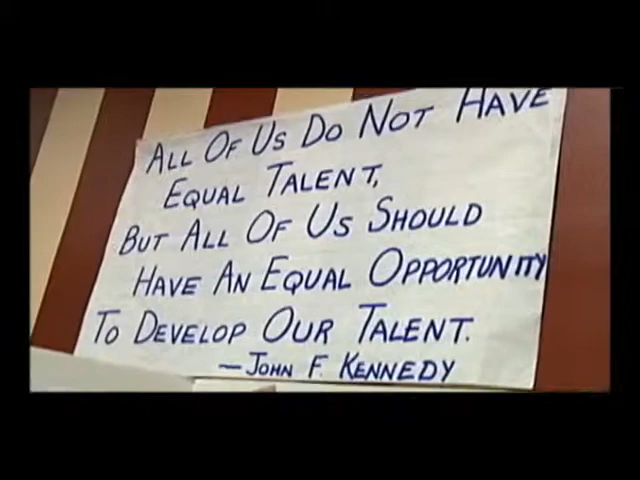 All Of Us Do Not Have
Equal Talent,
But All Of Us Should
Have An Equal Opportunity
To Develop Our Talent.
— John F. Kennedy